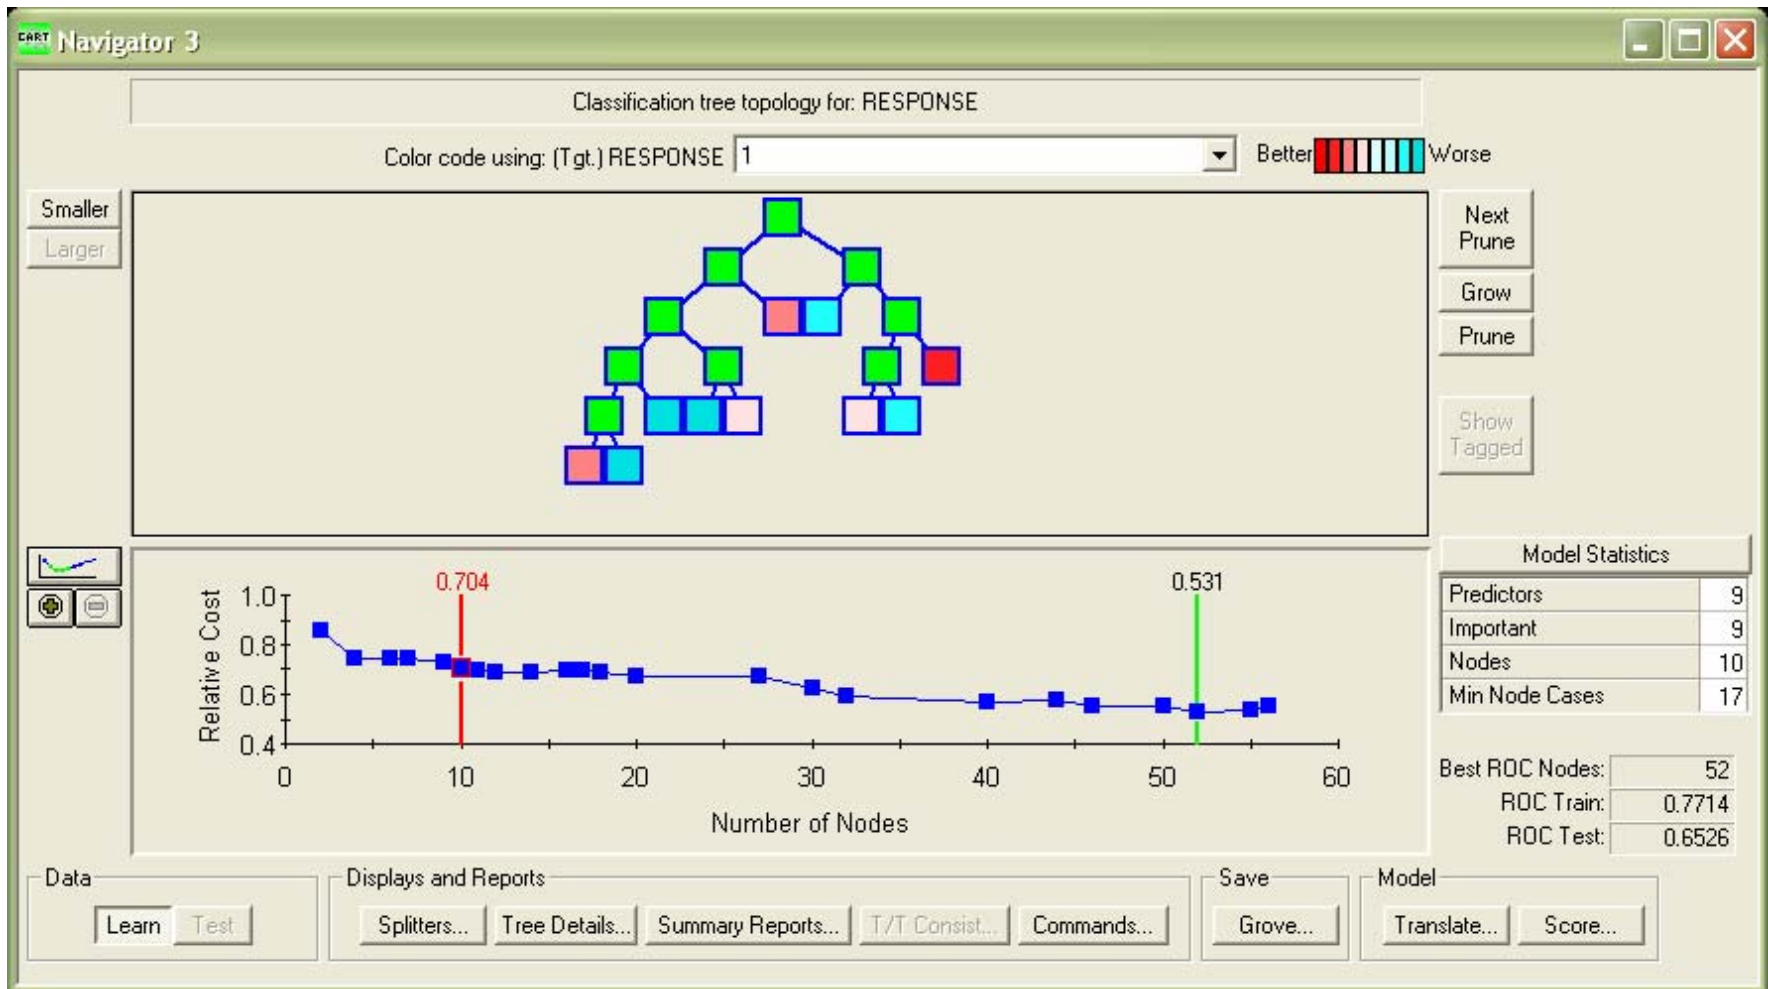 CART Navigator 3
Classification tree topology for: RESPONSE
Color code using: (Tgt.) RESPONSE 1 Better Worse
Smaller
Larger
Next
Prune
Grow
Prune
Show
Tagged
Model Statistics
Predictors 9
Important 9
Nodes 10
Min Node Cases 17
Best ROC Nodes: 52
ROC Train: 0.7714
ROC Test: 0.6526
0.704 0.531
Relative Cost
1.0
0.8
0.6
0.4
0 10 20 30 40 50 60
Number of Nodes
Data
Learn Test
Displays and Reports
Splitters... Tree Details... Summary Reports... T/T Consist... Commands...
Save
Grove...
Model
Translate... Score...